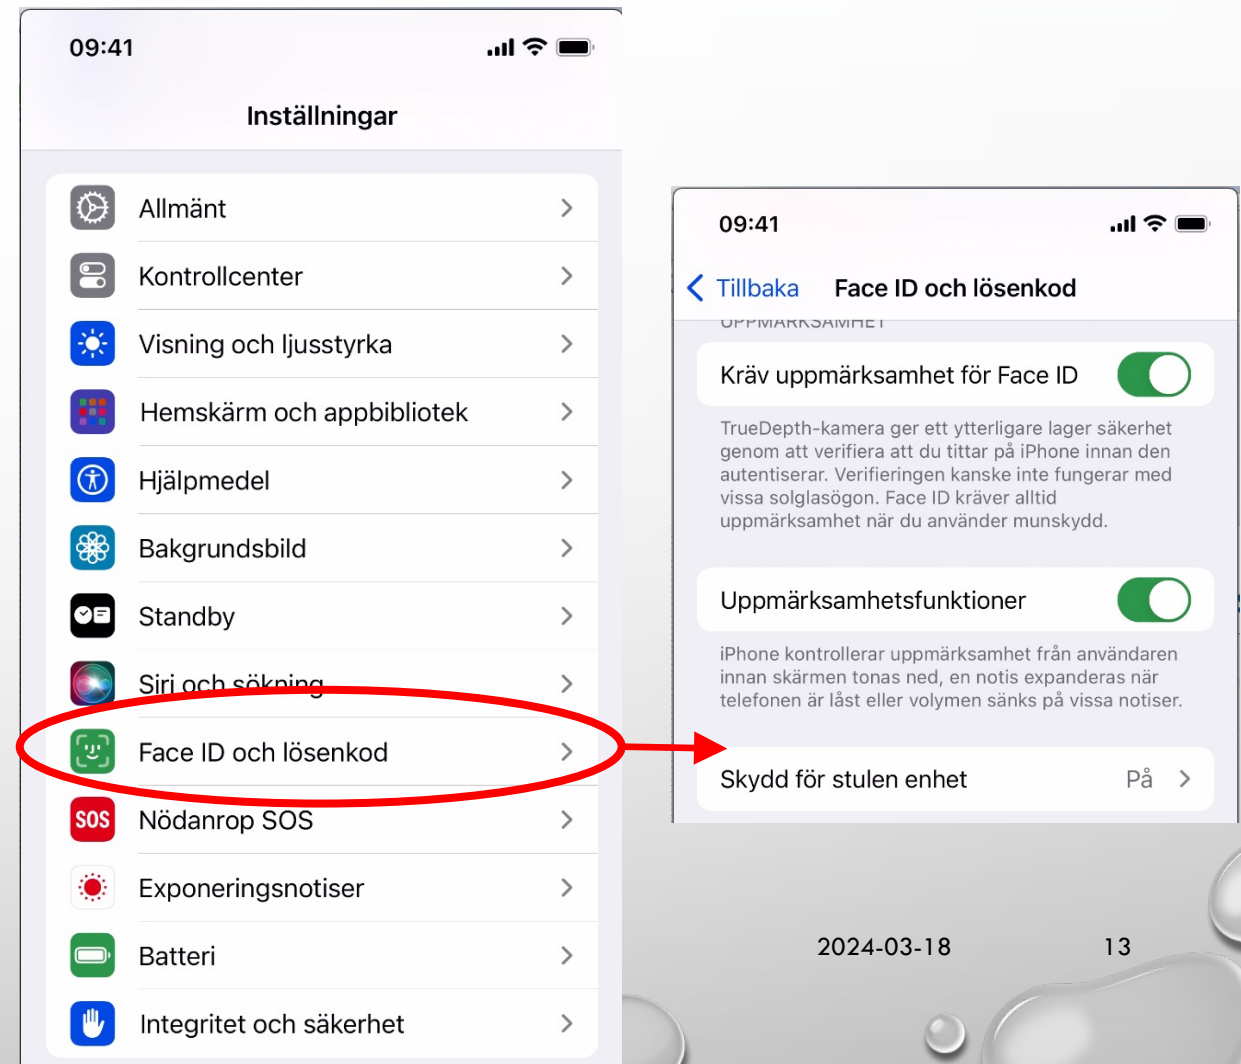 09:41
Inställningar
Allmänt
Kontrollcenter
Visning och ljusstyrka
Hemskärm och appbibliotek
Hjälpmedel
Bakgrundsbild
Standby
Siri och sökning
Face ID och lösenkod
SOS
Nödanrop SOS
Exponeringsnotiser
Batteri
Integritet och säkerhet
09:41
Tillbaka Face ID och lösenkod
UPPMÄRKSAMHET
Kräv uppmärksamhet för Face ID
TrueDepth-kamera ger ett ytterligare lager säkerhet
genom att verifiera att du tittar på iPhone innan den
autentiserar. Verifieringen kanske inte fungerar med
vissa solglasögon. Face ID kräver alltid
uppmärksamhet när du använder munskydd.
Uppmärksamhetsfunktioner
iPhone kontrollerar uppmärksamhet från användaren
innan skärmen tonas ned, en notis expanderas när
telefonen är låst eller volymen sänks på vissa notiser.
Skydd för stulen enhet På
2024-03-18 13